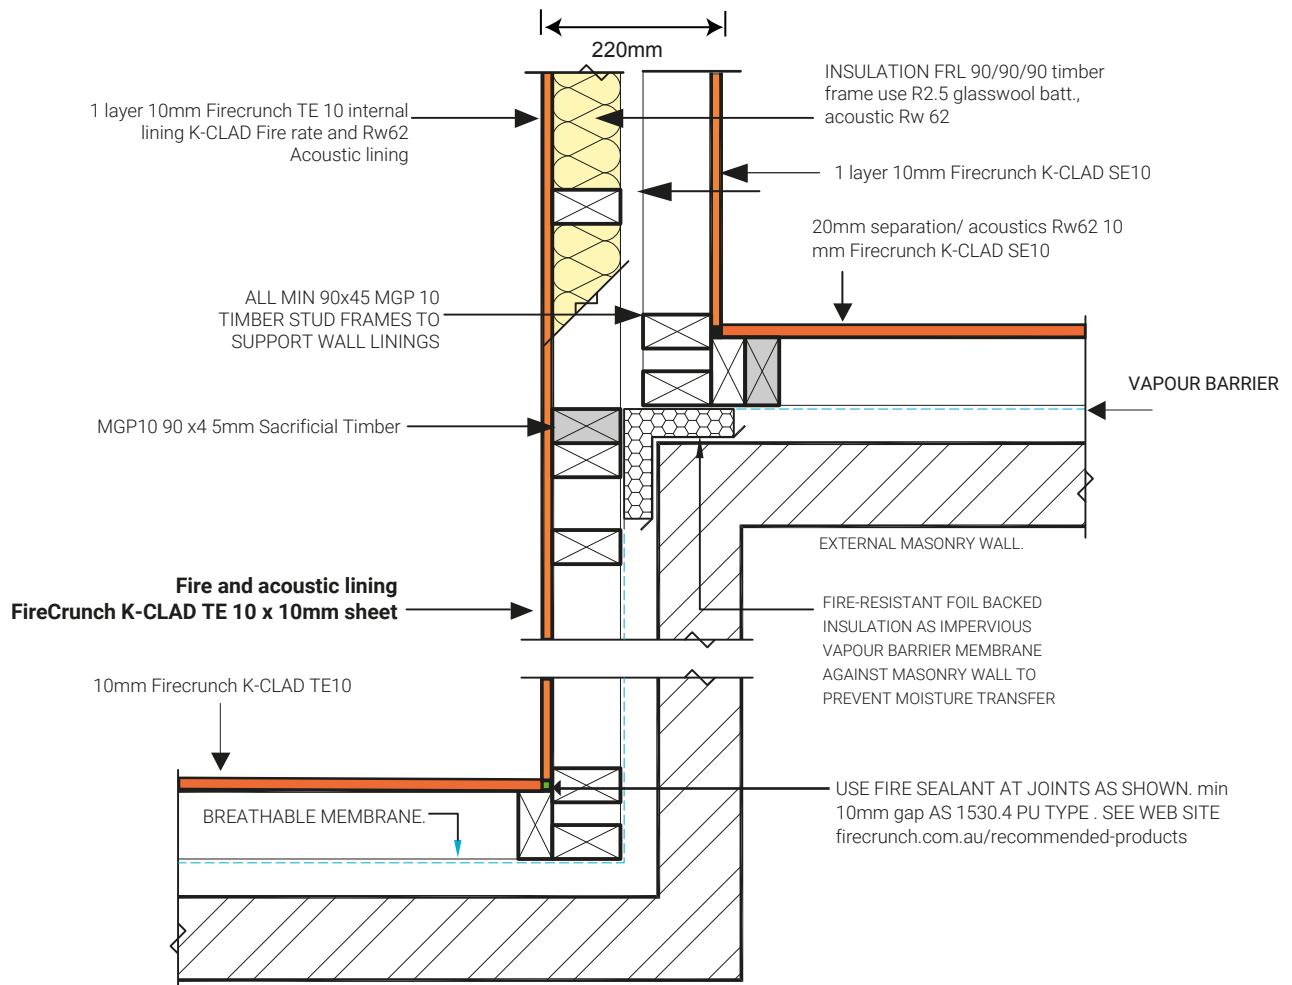 220mm
1 layer 10mm Firecrunch TE 10 internal
lining K-CLAD Fire rate and Rw62
Acoustic lining
INSULATION FRL 90/90/90 timber
frame use R2.5 glasswool batt.,
acoustic Rw 62
1 layer 10mm Firecrunch K-CLAD SE10
20mm separation/ acoustics Rw62 10
mm Firecrunch K-CLAD SE10
ALL MIN 90x45 MGP 10
TIMBER STUD FRAMES TO
SUPPORT WALL LININGS
VAPOUR BARRIER
MGP10 90 x4 5mm Sacrificial Timber
EXTERNAL MASONRY WALL.
Fire and acoustic lining
FireCrunch K-CLAD TE 10 x 10mm sheet
FIRE-RESISTANT FOIL BACKED
INSULATION AS IMPERVIOUS
VAPOUR BARRIER MEMBRANE
AGAINST MASONRY WALL TO
PREVENT MOISTURE TRANSFER
10mm Firecrunch K-CLAD TE10
BREATHABLE MEMBRANE.
USE FIRE SEALANT AT JOINTS AS SHOWN. min
10mm gap AS 1530.4 PU TYPE . SEE WEB SITE
firecrunch.com.au/recommended-products